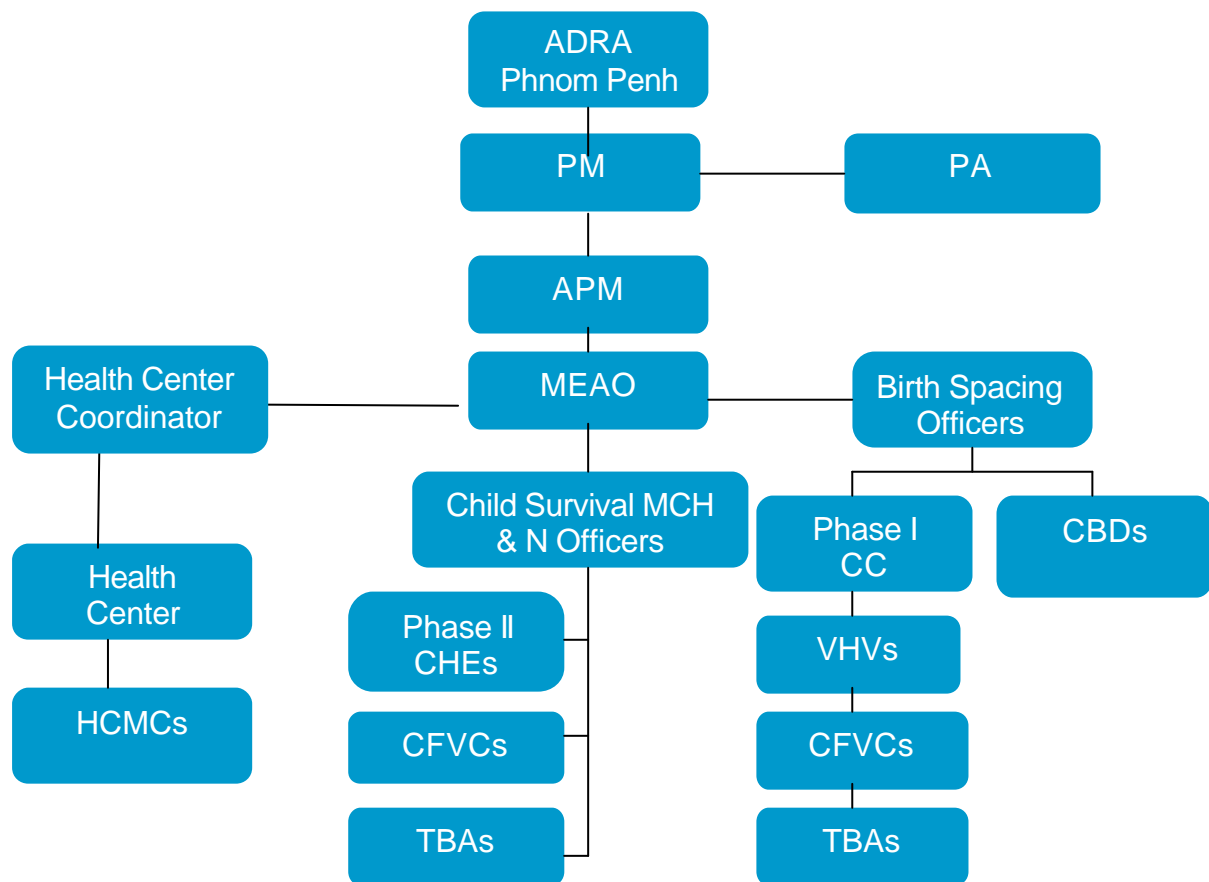 ADRA
Phnom Penh
PM
PA
APM
Health Center
Coordinator
MEAO
Birth Spacing
Officers
Child Survival MCH
& N Officers
Phase I
CC
CBDs
Health
Center
Phase II
CHEs
VHVs
HCMCs
CFVCs
CFVCs
TBAs
TBAs